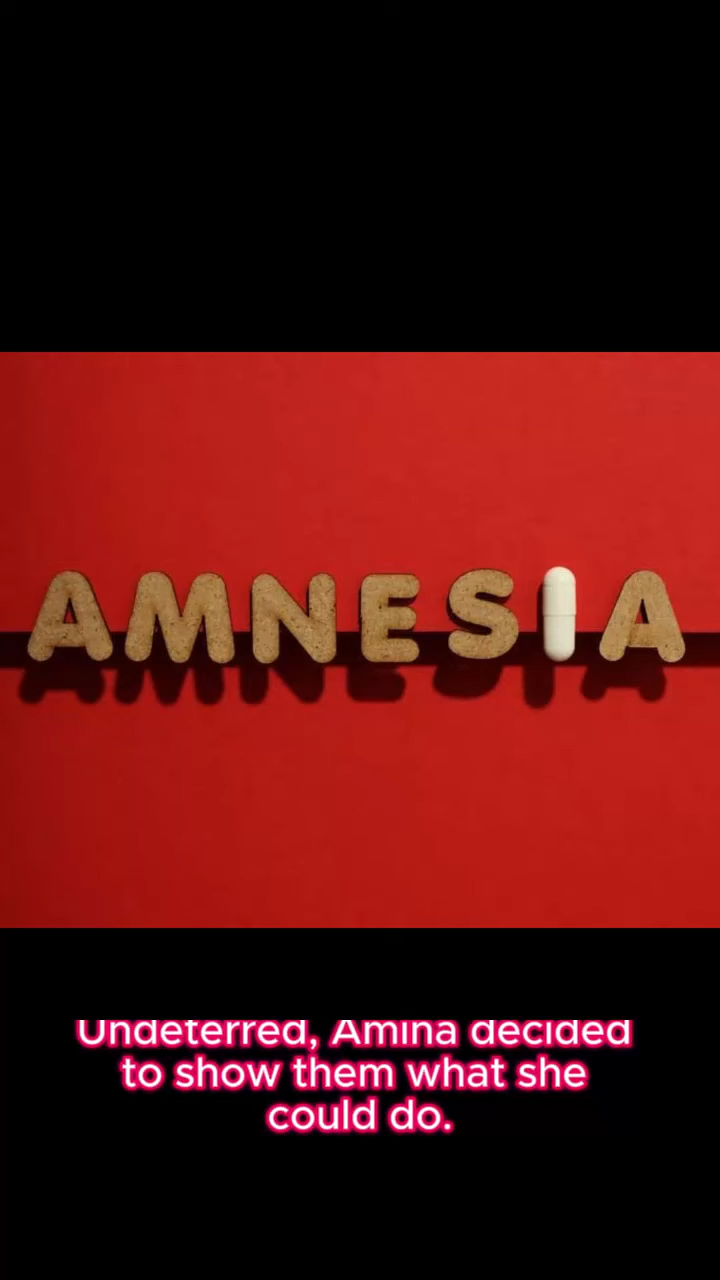 AMNESIA
Undeterred, Amina decided
to show them what she
could do.